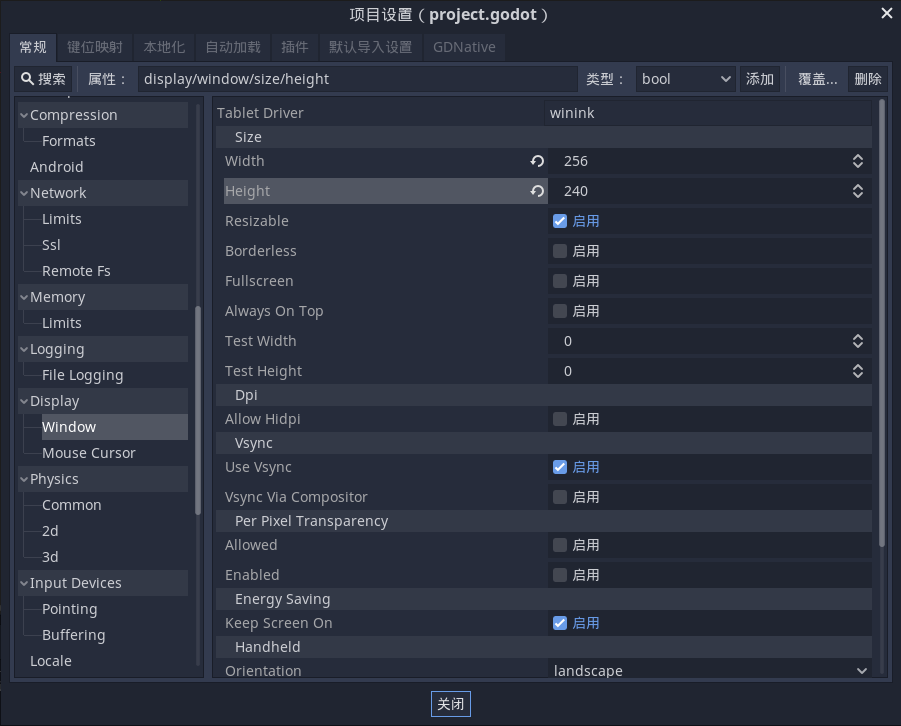 项目设置（project.godot）
常规 键位映射 本地化 自动加载 插件 默认导入设置 GDNative
搜索 属性： display/window/size/height 类型： bool 添加 覆盖... 删除
Compression
Formats
Android
Network
Limits
Ssl
Remote Fs
Memory
Limits
Logging
File Logging
Display
Window
Mouse Cursor
Physics
Common
2d
3d
Input Devices
Pointing
Buffering
Locale
Tablet Driver winink
Size
Width 256
Height 240
Resizable 启用
Borderless 启用
Fullscreen 启用
Always On Top 启用
Test Width 0
Test Height 0
Dpi
Allow Hidpi 启用
Vsync
Use Vsync 启用
Vsync Via Compositor 启用
Per Pixel Transparency
Allowed 启用
Enabled 启用
Energy Saving
Keep Screen On 启用
Handheld
Orientation landscape
关闭